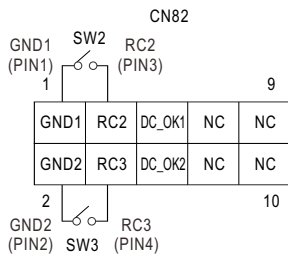 CN82
GND1 SW2 RC2
(PIN1) (PIN3)
1 9
GND1 RC2 DC_OK1 NC NC
GND2 RC3 DC_OK2 NC NC
2 10
GND2 RC3
(PIN2) SW3 (PIN4)